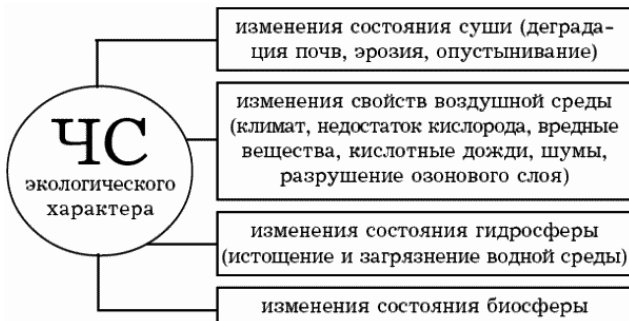 изменения состояния суши (деграда-
ция почв, эрозия, опустынивание)
ЧС
экологического
характера
изменения свойств воздушной среды
(климат, недостаток кислорода, вредные
вещества, кислотные дожди, шумы,
разрушение озонового слоя)
изменения состояния гидросферы
(истощение и загрязнение водной среды)
изменения состояния биосферы